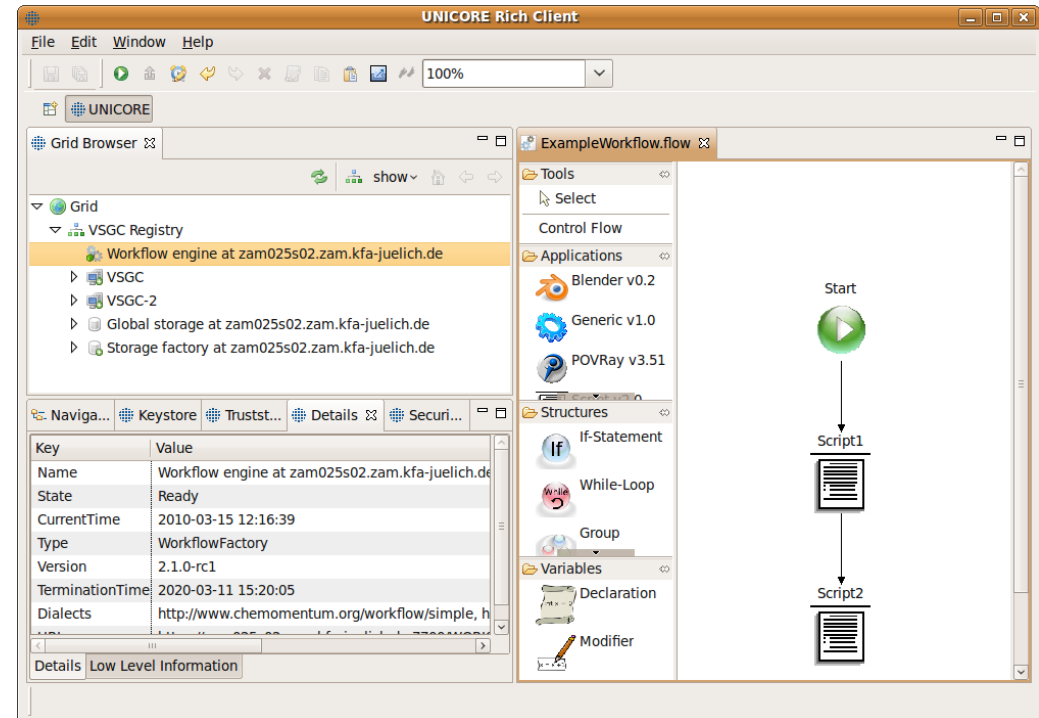 UNICORE Rich Client
File Edit Window Help
100%
UNICORE
Grid Browser
show
Grid
VSGC Registry
Workflow engine at zam025s02.zam.kfa-juelich.de
VSGC
VSGC-2
Global storage at zam025s02.zam.kfa-juelich.de
Storage factory at zam025s02.zam.kfa-juelich.de
Naviga... Keystore Trustst... Details Securi...
Key Value
Name Workflow engine at zam025s02.zam.kfa-juelich.de
State Ready
CurrentTime 2010-03-15 12:16:39
Type WorkflowFactory
Version 2.1.0-rc1
TerminationTime 2020-03-11 15:20:05
Dialects http://www.chemomentum.org/workflow/simple, h
Details Low Level Information
ExampleWorkflow.flow
Tools
Select
Control Flow
Applications
Blender v0.2
Generic v1.0
POVRay v3.51
Structures
If If-Statement
While While-Loop
Group
Variables
Declaration
Modifier
Start
Script1
Script2